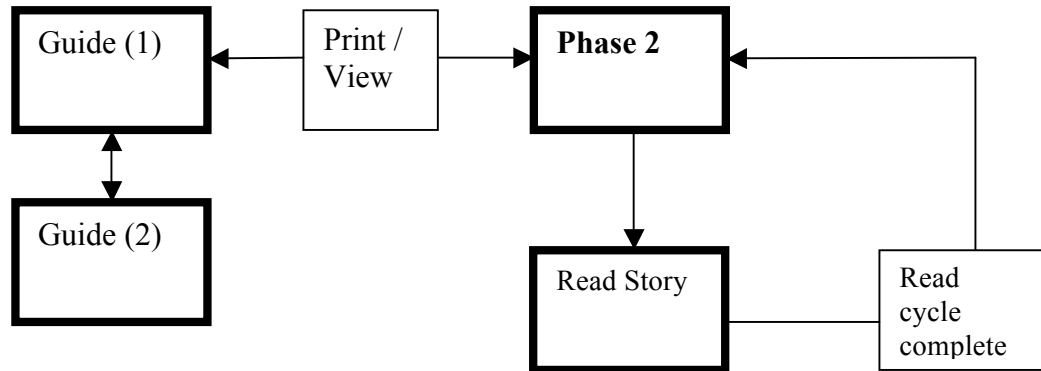 Guide (1)
Print /
View
Phase 2
Guide (2)
Read Story
Read
cycle
complete